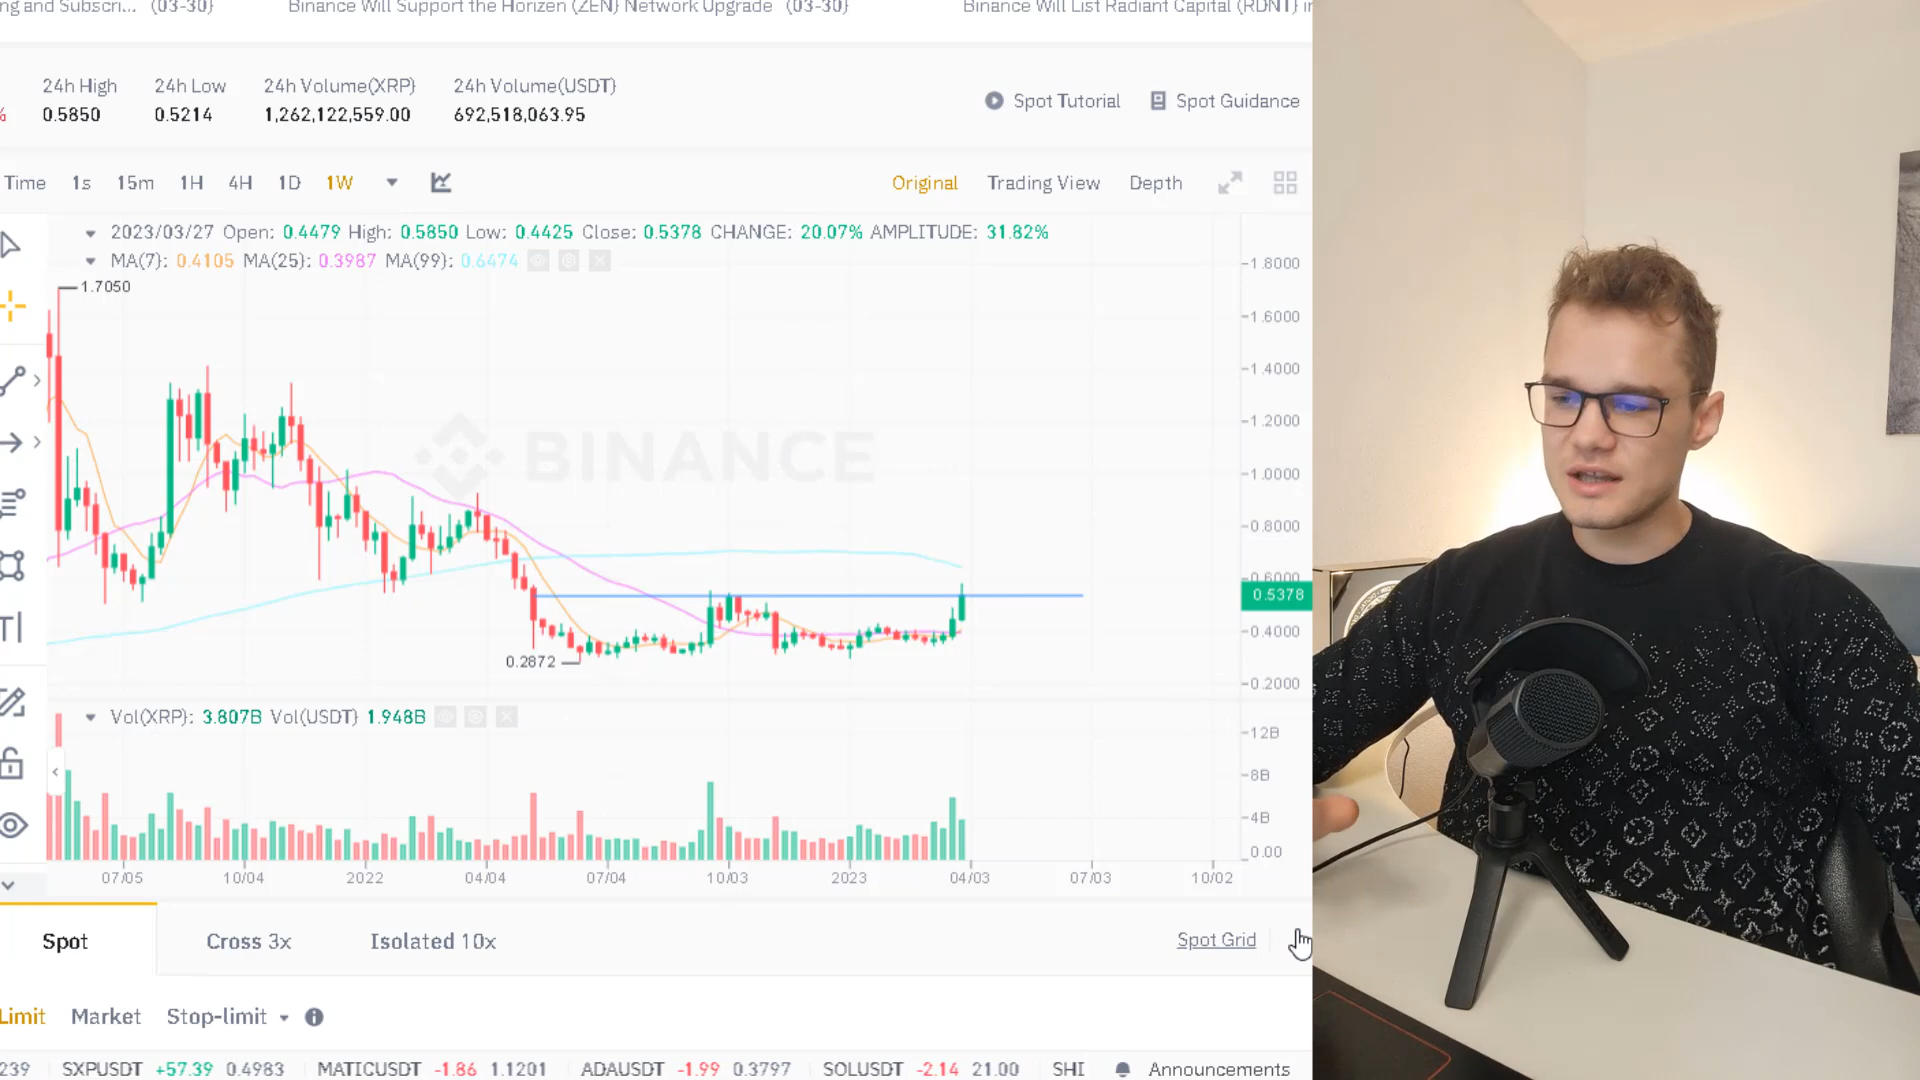 ng and Subscri... (03-30) Binance Will Support the Horizen (ZEN) Network Upgrade (03-30) Binance Will List Radiant Capital (RDNT) in
24h High 24h Low 24h Volume(XRP) 24h Volume(USDT)
% 0.5850 0.5214 1,262,122,559.00 692,518,063.95
Spot Tutorial Spot Guidance
Time 1s 15m 1H 4H 1D 1W Original Trading View Depth
2023/03/27 Open: 0.4479 High: 0.5850 Low: 0.4425 Close: 0.5378 CHANGE: 20.07% AMPLITUDE: 31.82%
MA(7): 0.4105 MA(25): 0.3987 MA(99): 0.6474
1.7050
1.8000
1.6000
1.4000
1.2000
BINANCE
1.0000
0.8000
0.6000
0.5378
0.4000
0.2872
0.2000
Vol(XRP): 3.807B Vol(USDT) 1.948B
12B
8B
4B
0.00
07/05 10/04 2022 04/04 07/04 10/03 2023 04/03 07/03 10/02
Spot Cross 3x Isolated 10x Spot Grid
Limit Market Stop-limit
239 SXPUSDT +57.39 0.4983 MATICUSDT -1.86 1.1201 ADAUSDT -1.99 0.3797 SOLUSDT -2.14 21.00 SHI Announcements